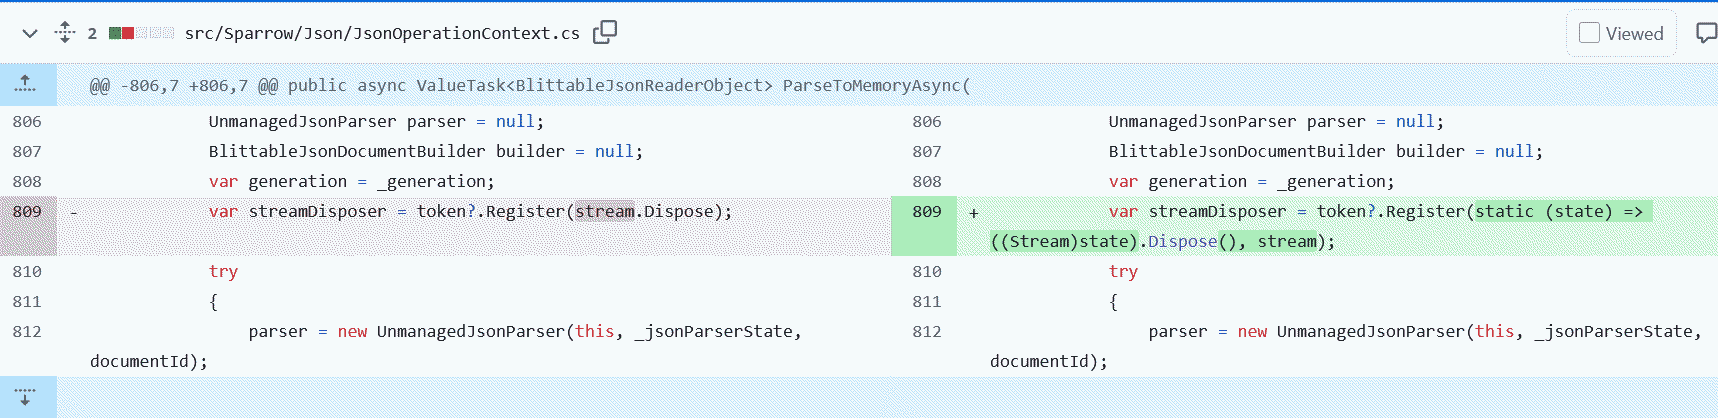 2 src/Sparrow/Json/JsonOperationContext.cs Viewed
@@ -806,7 +806,7 @@ public async ValueTask<BlittableJsonReaderObject> ParseToMemoryAsync(
806 UnmanagedJsonParser parser = null;
807 BlittableJsonDocumentBuilder builder = null;
808 var generation = _generation;
809 - var streamDisposer = token?.Register(stream.Dispose);
810 try
811 {
812 parser = new UnmanagedJsonParser(this, _jsonParserState,
documentId);
806 UnmanagedJsonParser parser = null;
807 BlittableJsonDocumentBuilder builder = null;
808 var generation = _generation;
809 + var streamDisposer = token?.Register(static (state) =>
((Stream)state).Dispose(), stream);
810 try
811 {
812 parser = new UnmanagedJsonParser(this, _jsonParserState,
documentId);